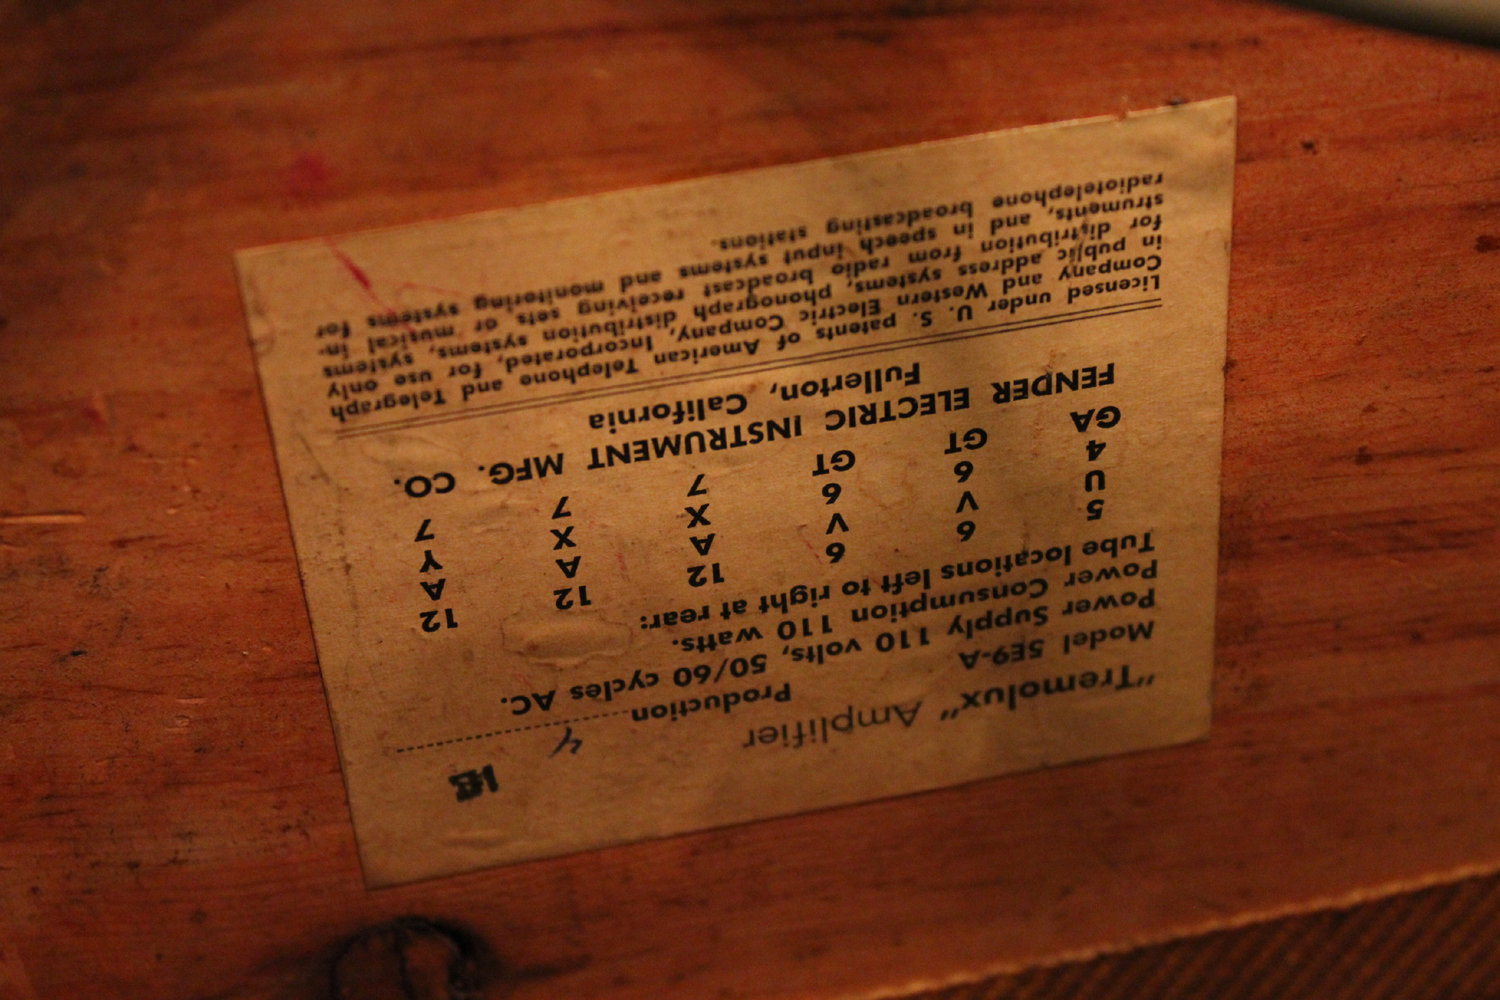 "Tremolux" Amplifier
Production 4
Model 5E9-A
Power Supply 110 volts, 50/60 cycles AC.
Power Consumption 110 watts.
Tube locations left to right at rear:
5 6 6 12 12 12
U V V A A A
4 6 6 X X Y
GA GT GT 7 7 7
FENDER ELECTRIC INSTRUMENT MFG. CO.
Fullerton, California
Licensed under U. S. patents of American Telephone and Telegraph
Company and Western Electric Company, Incorporated, for use only
in public address systems, phonograph distribution systems, systems
for distribution from radio broadcast receiving sets or musical in-
struments, and in speech input systems and monitoring systems for
radiotelephone broadcasting stations.